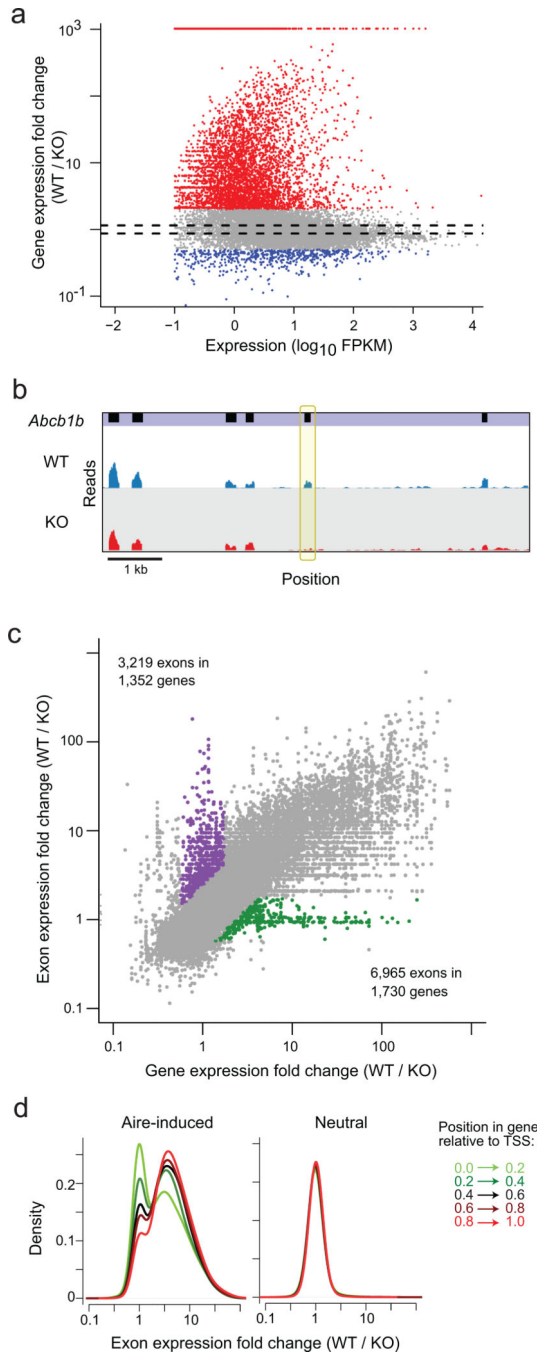 a
Gene expression fold change
(WT / KO)
10³
10
10⁻¹
−2 −1 0 1 2 3 4
Expression (log₁₀ FPKM)
b
Abcb1b
WT
Reads
KO
1 kb
Position
c
3,219 exons in
1,352 genes
Exon expression fold change (WT / KO)
100
10
1
0.1
6,965 exons in
1,730 genes
0.1 1 10 100
Gene expression fold change (WT / KO)
d
Aire-induced Neutral
Position in gene
relative to TSS:
0.0 → 0.2
0.2 → 0.4
0.4 → 0.6
0.6 → 0.8
0.8 → 1.0
Density
0.2
0.1
0
0.1 1 10 0.1 1 10
Exon expression fold change (WT / KO)